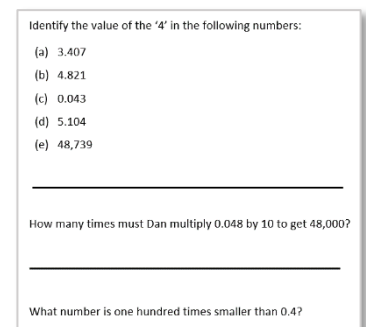 Identify the value of the ‘4’ in the following numbers:
(a) 3.407
(b) 4.821
(c) 0.043
(d) 5.104
(e) 48,739
How many times must Dan multiply 0.048 by 10 to get 48,000?
What number is one hundred times smaller than 0.4?